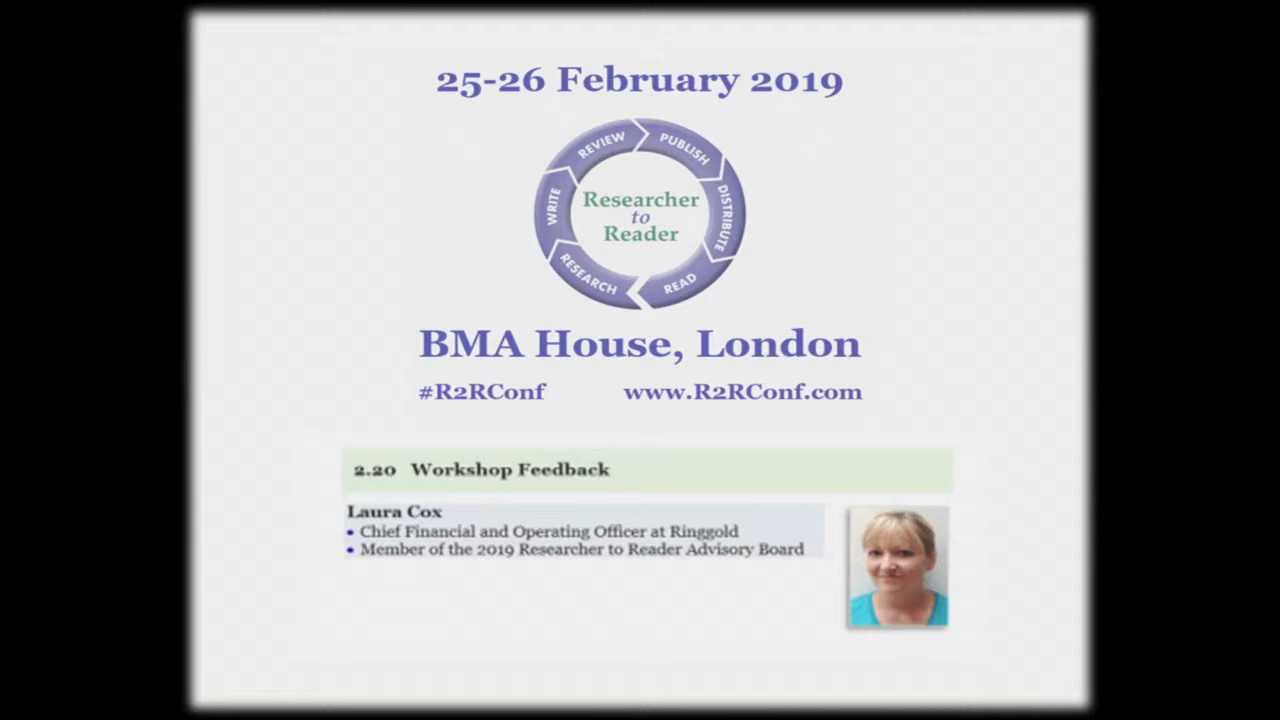 25-26 February 2019
REVIEW
PUBLISH
DISTRIBUTE
READ
RESEARCH
WRITE
Researcher
to
Reader
BMA House, London
#R2RConf www.R2RConf.com
2.20 Workshop Feedback
Laura Cox
• Chief Financial and Operating Officer at Ringgold
• Member of the 2019 Researcher to Reader Advisory Board